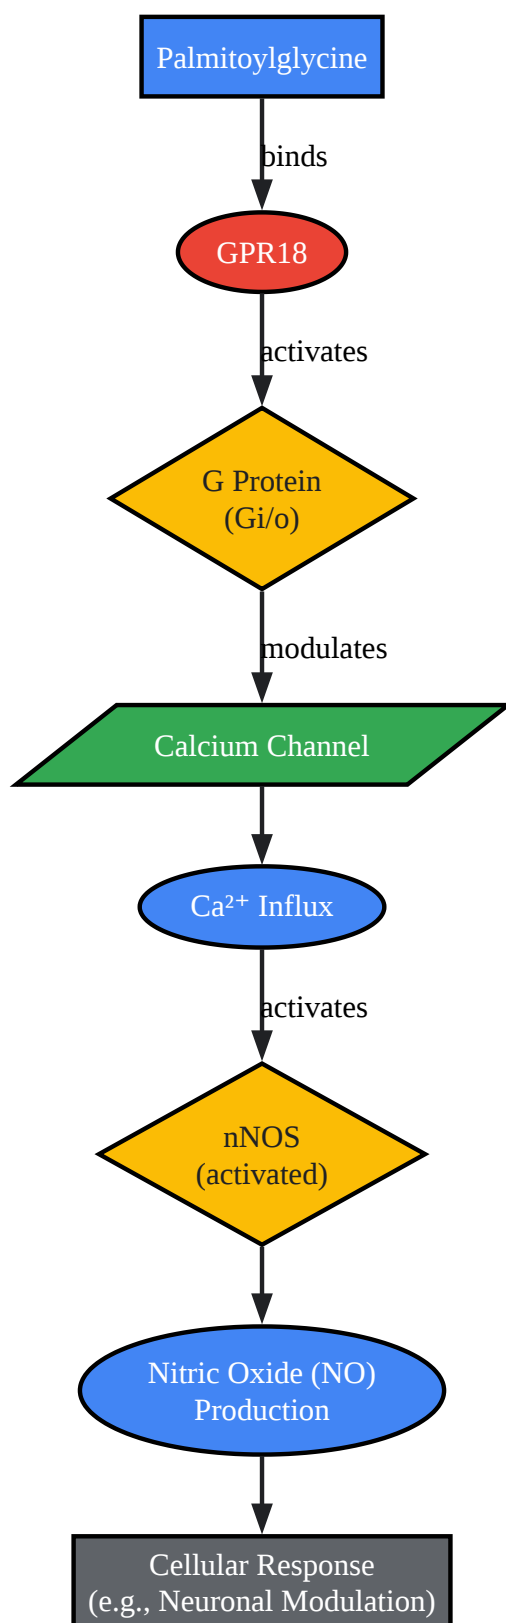 Palmitoylglycine
binds
GPR18
activates
G Protein
(Gi/o)
modulates
Calcium Channel
Ca²⁺ Influx
activates
nNOS
(activated)
Nitric Oxide (NO)
Production
Cellular Response
(e.g., Neuronal Modulation)